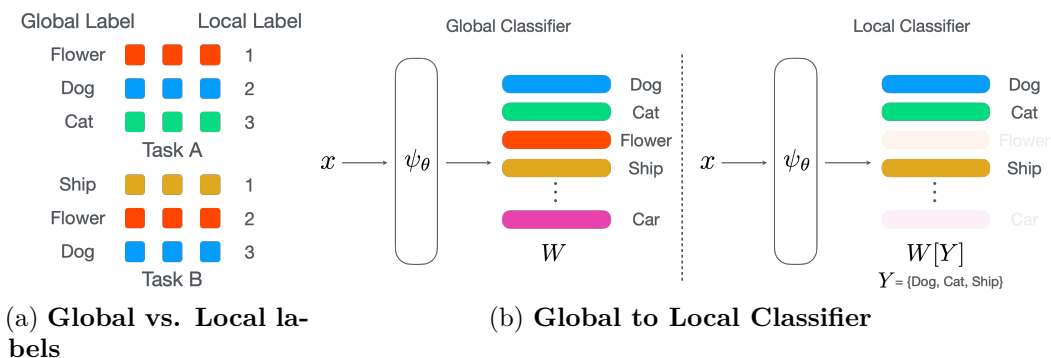 Global Label Local Label
Flower 1
Dog 2
Cat 3
Task A
Ship 1
Flower 2
Dog 3
Task B
(a) Global vs. Local la-
bels
Global Classifier
x ψθ
Dog
Cat
Flower
Ship
⋮ ⋮
Car
W
Local Classifier
x ψθ
Dog
Cat
Flower
Ship
⋮ ⋮
Car
W[Y]
Y = {Dog, Cat, Ship}
(b) Global to Local Classifier